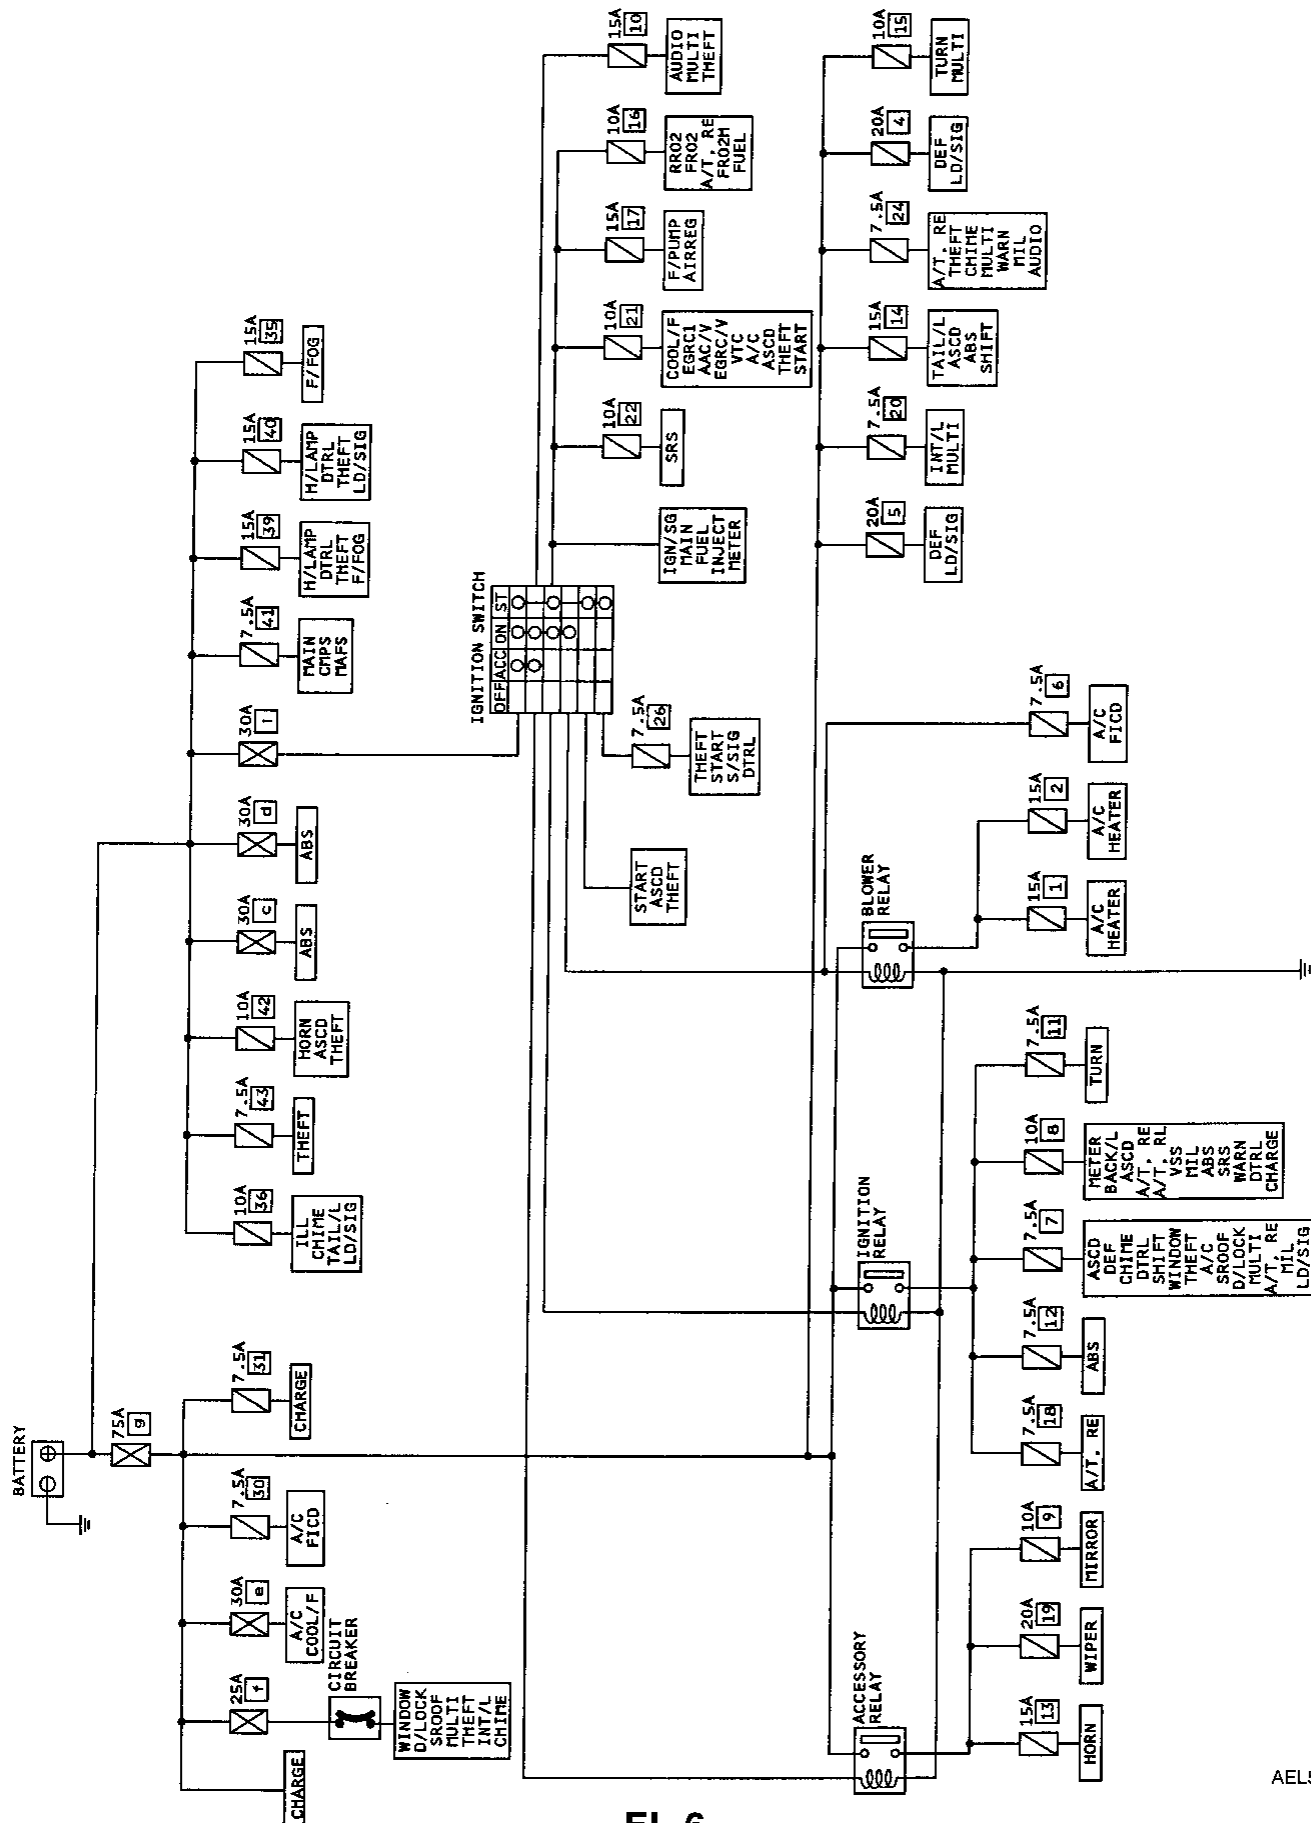 BATTERY
75A
g
7.5A
31
CHARGE
7.5A
30
A/C
FICD
30A
e
A/C
COOL/F
25A
f
CIRCUIT
BREAKER
WINDOW
D/LOCK
SROOF
MULTI
THEFT
INT/L
CHIME
CHARGE
15A
35
F/FOG
15A
40
H/LAMP
DTRL
THEFT
LD/SIG
15A
39
H/LAMP
DTRL
THEFT
F/FOG
7.5A
41
MAIN
CMPS
MAFS
30A
30A
d
ABS
30A
c
ABS
10A
42
HORN
ASCD
THEFT
7.5A
43
THEFT
10A
36
ILL
CHIME
TAIL/L
LD/SIG
IGNITION SWITCH
OFF ACC ON ST
15A
10
AUDIO
MULTI
THEFT
10A
16
RRO2
FRO2
A/T, RE
FRO2M
FUEL
15A
17
F/PUMP
AIRREG
10A
21
COOL/F
EGRC1
AAC/V
EGRC/V
VTC
A/C
ASCD
THEFT
START
10A
22
SRS
IGN/SG
MAIN
FUEL
INJECT
METER
7.5A
26
THEFT
START
S/SIG
DTRL
START
ASCD
THEFT
10A
15
TURN
MULTI
20A
4
DEF
LD/SIG
7.5A
24
A/T, RE
THEFT
CHIME
MULTI
WARN
MIL
AUDIO
15A
14
TAIL/L
ASCD
ABS
SHIFT
7.5A
20
INT/L
MULTI
20A
5
DEF
LD/SIG
7.5A
6
A/C
FICD
15A
2
A/C
HEATER
15A
1
A/C
HEATER
BLOWER
RELAY
7.5A
11
TURN
10A
8
METER
BACK/L
ASCD
A/T, RE
A/T, RL
VSS
MIL
ABS
SRS
WARN
DTRL
CHARGE
7.5A
7
ASCD
DEF
CHIME
DTRL
SHIFT
WINDOW
THEFT
A/C
SROOF
D/LOCK
MULTI
A/T, RE
MIL
LD/SIG
IGNITION
RELAY
7.5A
12
ABS
7.5A
18
A/T, RE
10A
9
MIRROR
20A
19
WIPER
15A
13
HORN
ACCESSORY
RELAY